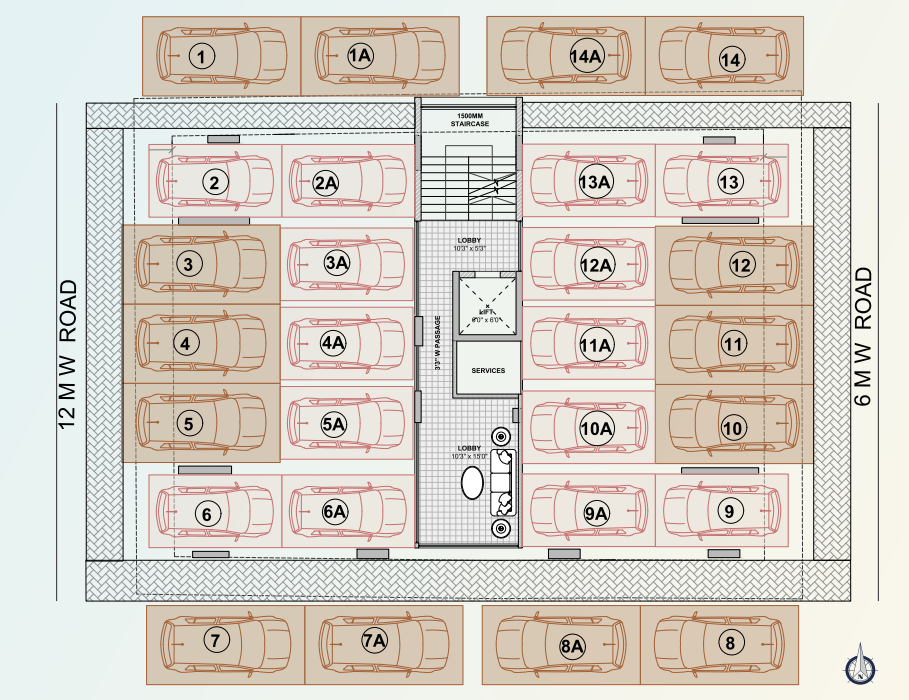 1
1A
14A
14
1500MM
STAIRCASE
2
2A
13A
13
LOBBY
10'3" x 5'3"
3
3A
12A
12
12 M W ROAD
6 M W ROAD
LIFT
6'0" x 6'0"
3'3" W PASSAGE
4
4A
11A
11
SERVICES
5
5A
10A
10
LOBBY
10'3" x 15'0"
6
6A
9A
9
7
7A
8A
8
N